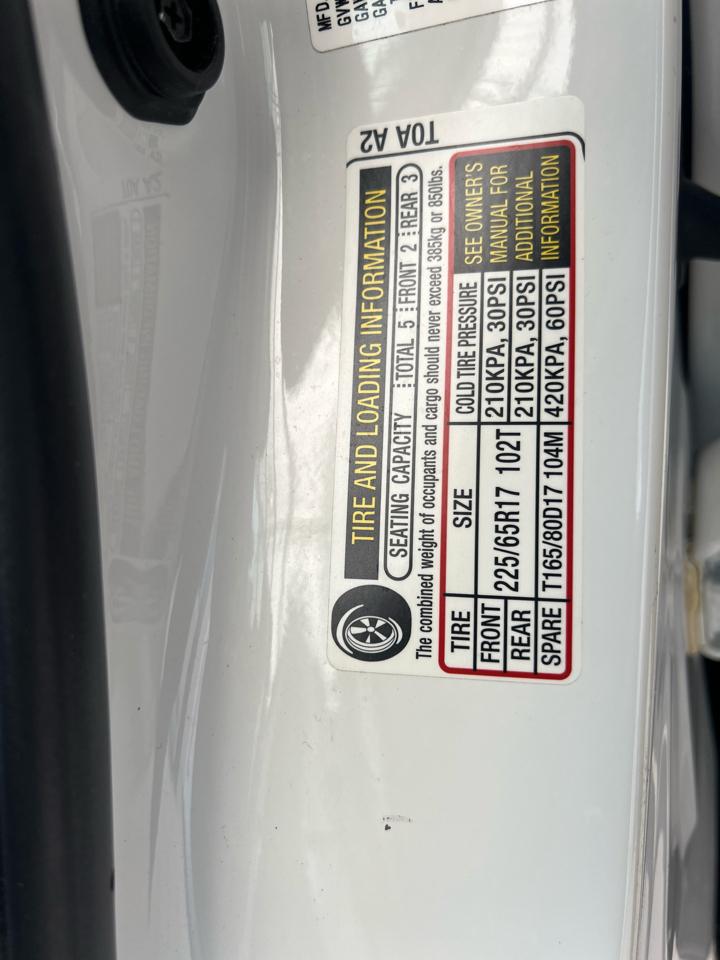 MFD.
GVW
TIRE AND LOADING INFORMATION
SEATING CAPACITY TOTAL 5 FRONT 2 REAR 3
T0A A2
The combined weight of occupants and cargo should never exceed 385kg or 850lbs.
TIRE SIZE COLD TIRE PRESSURE
FRONT 225/65R17 102T 210KPA, 30PSI
REAR 210KPA, 30PSI
SPARE T165/80D17 104M 420KPA, 60PSI
SEE OWNER'S
MANUAL FOR
ADDITIONAL
INFORMATION